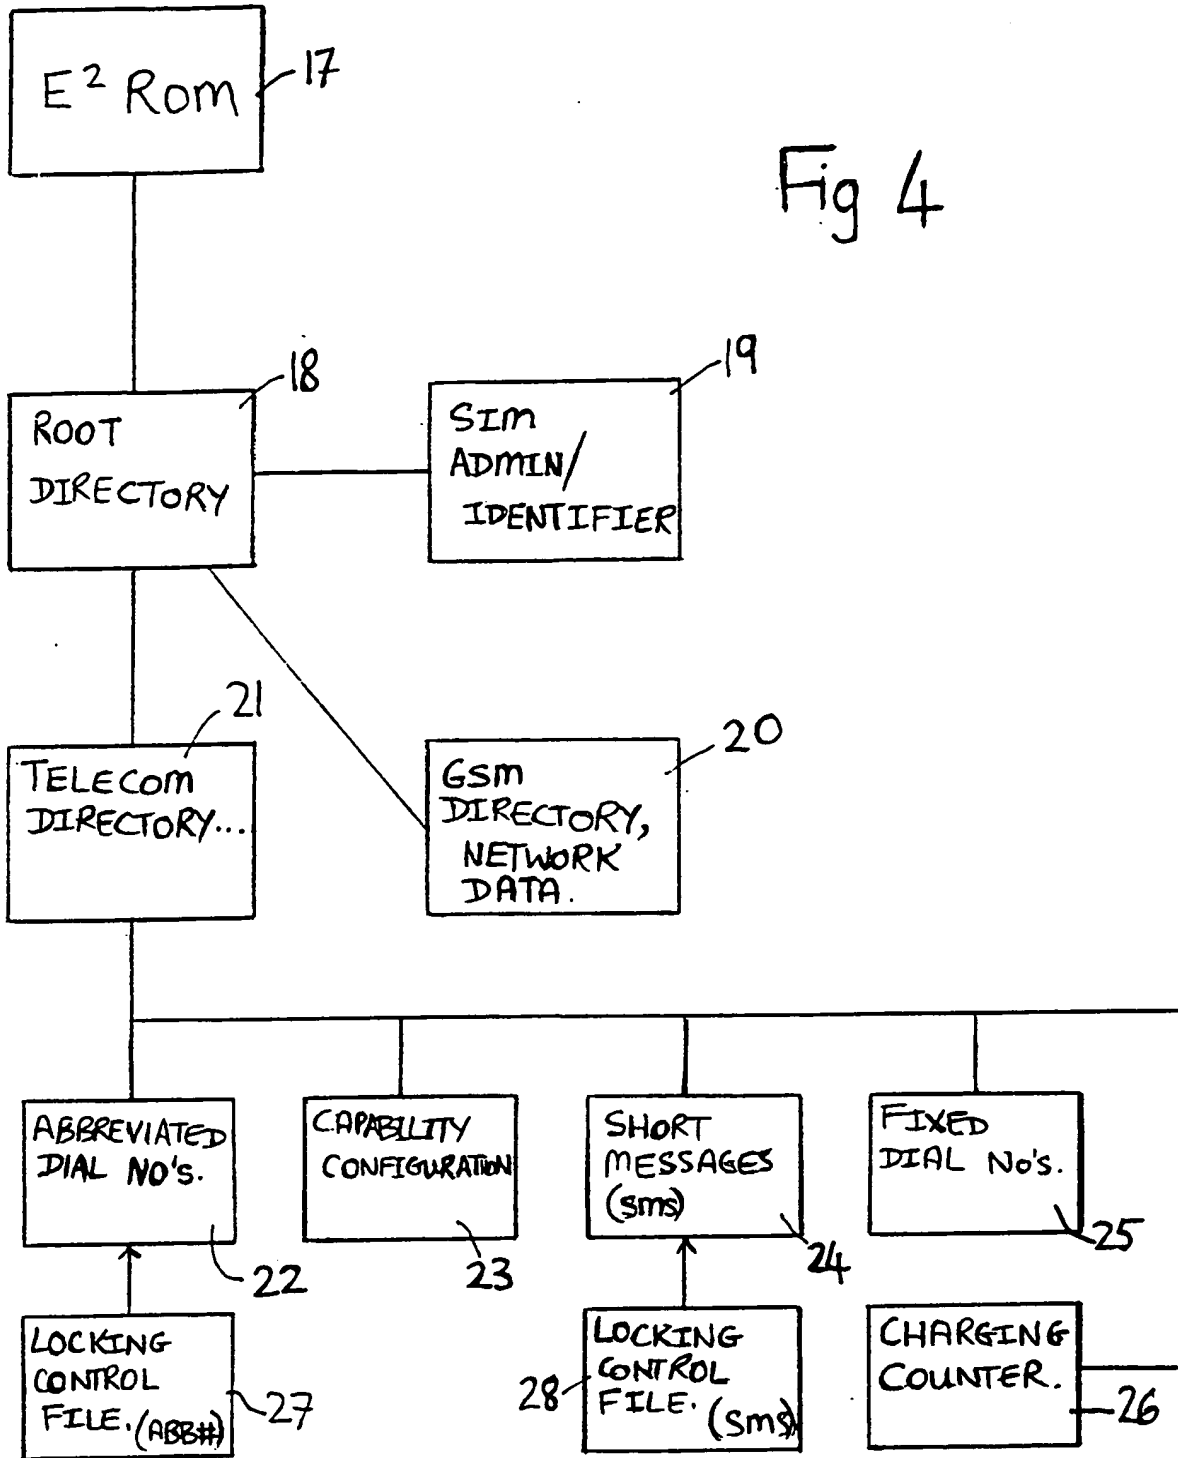 E² Rom
17
Fig 4
18
ROOT
DIRECTORY
19
SIM
ADMIN/
IDENTIFIER
21
TELECOM
DIRECTORY...
20
GSM
DIRECTORY,
NETWORK
DATA.
ABBREVIATED
DIAL NO'S.
22
CAPABILITY
CONFIGURATION
23
SHORT
MESSAGES
(SMS)
24
FIXED
DIAL No's.
25
LOCKING
CONTROL
FILE. (ABB#)
27
28
LOCKING
CONTROL
FILE. (SMS)
CHARGING
COUNTER.
26